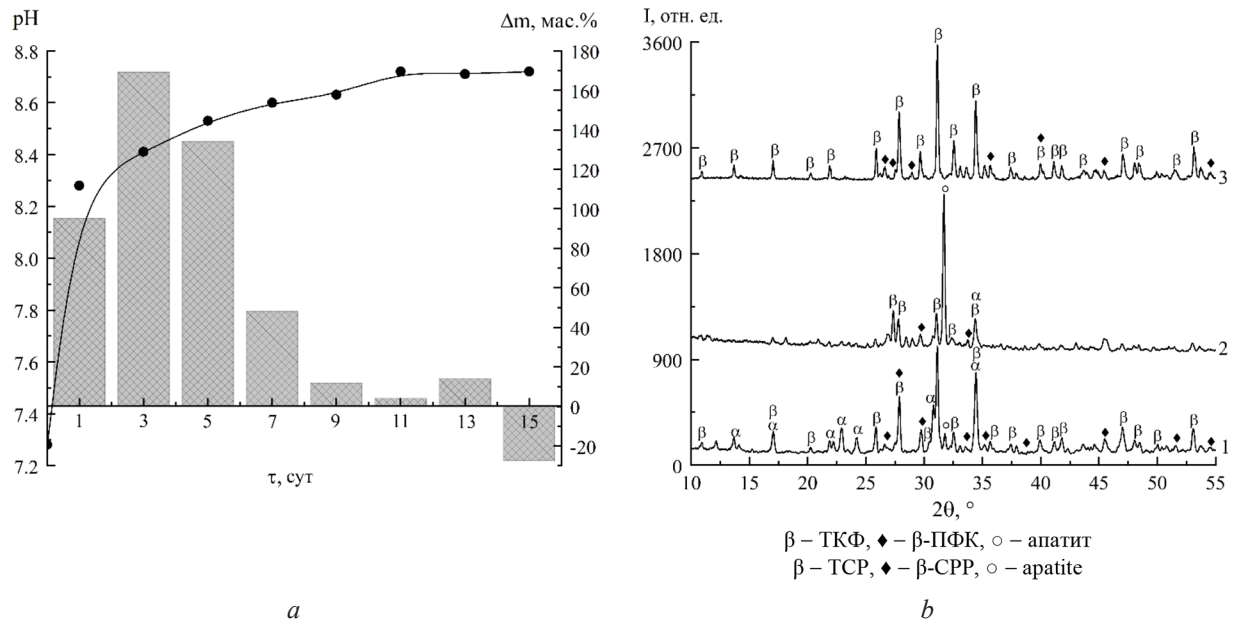 pH
Δm, мас.%
8.8
8.6
8.4
8.2
8.0
7.8
7.6
7.4
7.2
180
160
140
120
100
80
60
40
20
0
-20
1 3 5 7 9 11 13 15
τ, сут
a
I, отн. ед.
3600
2700
1800
900
0
β β β β β β β β β β β β β β β β β β β β
3
β β β β α β
2
β α β α β α α α β β β α β β β α β β β β β β β β β
1
10 15 20 25 30 35 40 45 50 55
2θ, °
β – ТКФ, ♦ – β-ПФК, ○ – апатит
β – TCP, ♦ – β-CPP, ○ – apatite
b